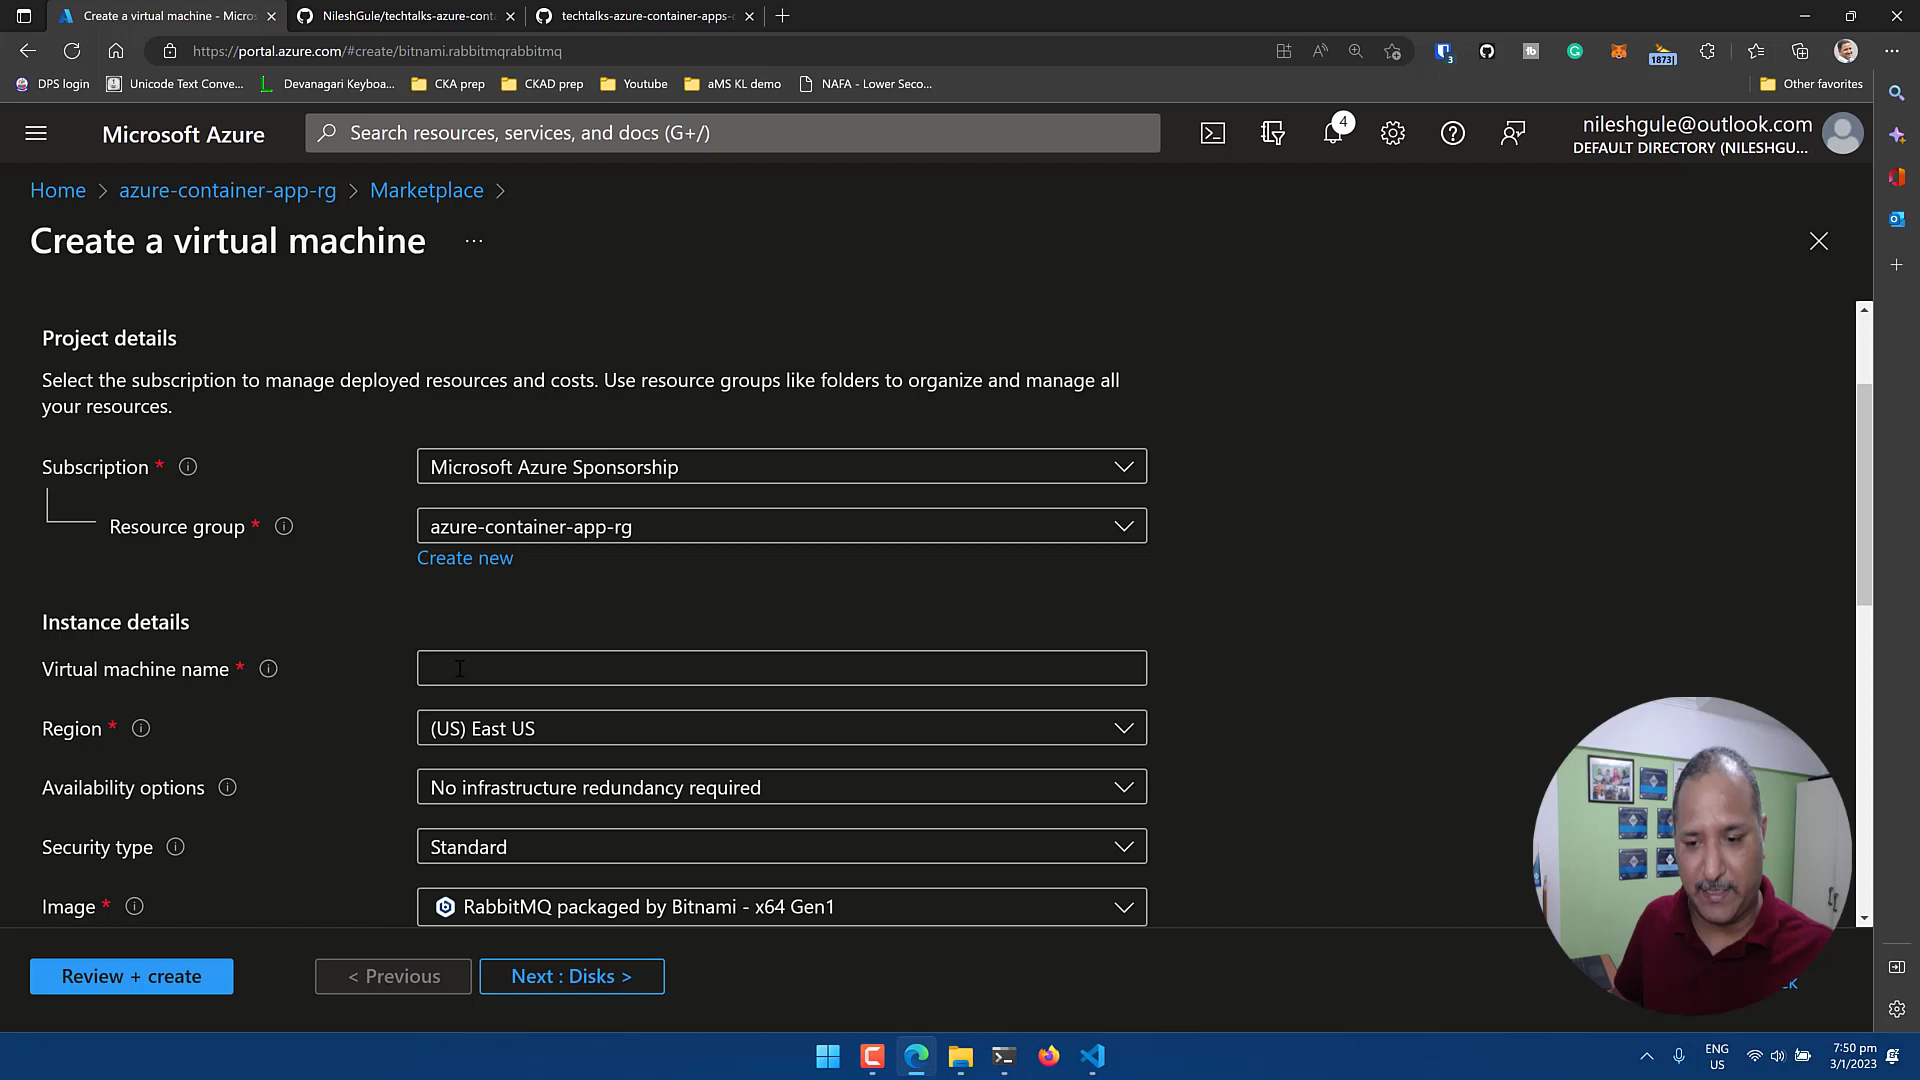 Create a virtual machine - Micros
NileshGule/techtalks-azure-conta
techtalks-azure-container-apps-c
https://portal.azure.com/#create/bitnami.rabbitmqrabbitmq
3
1873
DPS login
Unicode Text Conve...
Devanagari Keyboa...
CKA prep
CKAD prep
Youtube
aMS KL demo
NAFA - Lower Seco...
Other favorites
Microsoft Azure
Search resources, services, and docs (G+/)
4
nileshgule@outlook.com
DEFAULT DIRECTORY (NILESHGU...
Home > azure-container-app-rg > Marketplace >
Create a virtual machine ...
Project details
Select the subscription to manage deployed resources and costs. Use resource groups like folders to organize and manage all
your resources.
Subscription *
Microsoft Azure Sponsorship
Resource group *
azure-container-app-rg
Create new
Instance details
Virtual machine name *
Region *
(US) East US
Availability options
No infrastructure redundancy required
Security type
Standard
Image *
RabbitMQ packaged by Bitnami - x64 Gen1
Review + create
< Previous
Next : Disks >
ENG
US
7:50 pm
3/1/2023